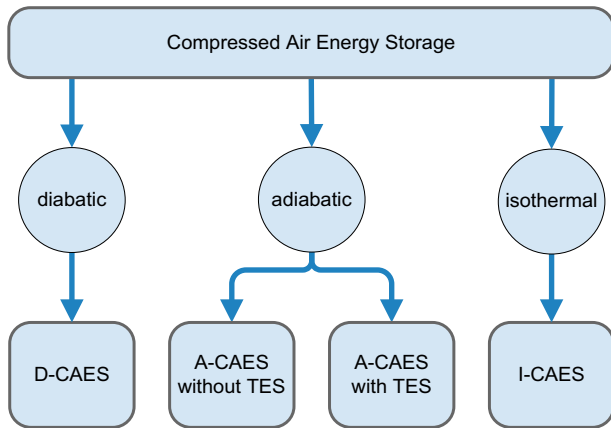 Compressed Air Energy Storage
diabatic
adiabatic
isothermal
D-CAES
A-CAES
without TES
A-CAES
with TES
I-CAES